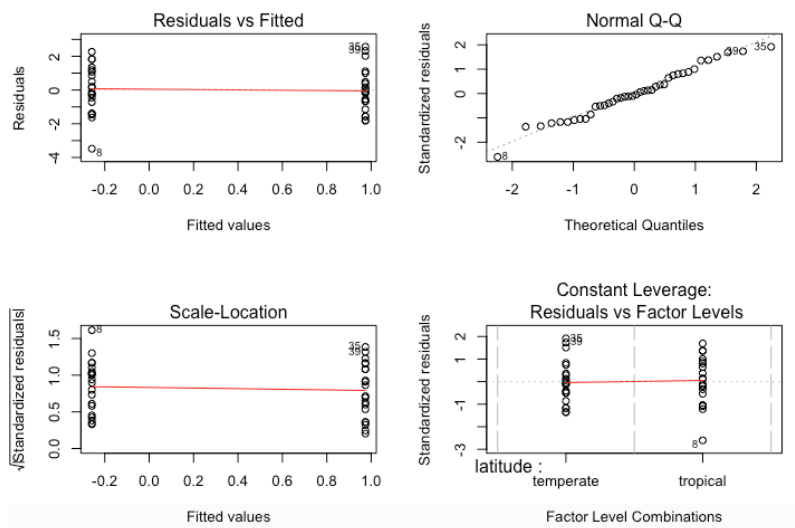 Residuals vs Fitted
Residuals
2
0
-2
-4
35
39
8
-0.2 0.0 0.2 0.4 0.6 0.8 1.0
Fitted values
Normal Q-Q
Standardized residuals
2
0
-2
39 35
8
-2 -1 0 1 2
Theoretical Quantiles
Scale-Location
√|Standardized residuals|
1.5
1.0
0.5
0.0
8
35
39
-0.2 0.0 0.2 0.4 0.6 0.8 1.0
Fitted values
Constant Leverage:
Residuals vs Factor Levels
Standardized residuals
2
1
-1
-3
35
8
latitude :
temperate tropical
Factor Level Combinations